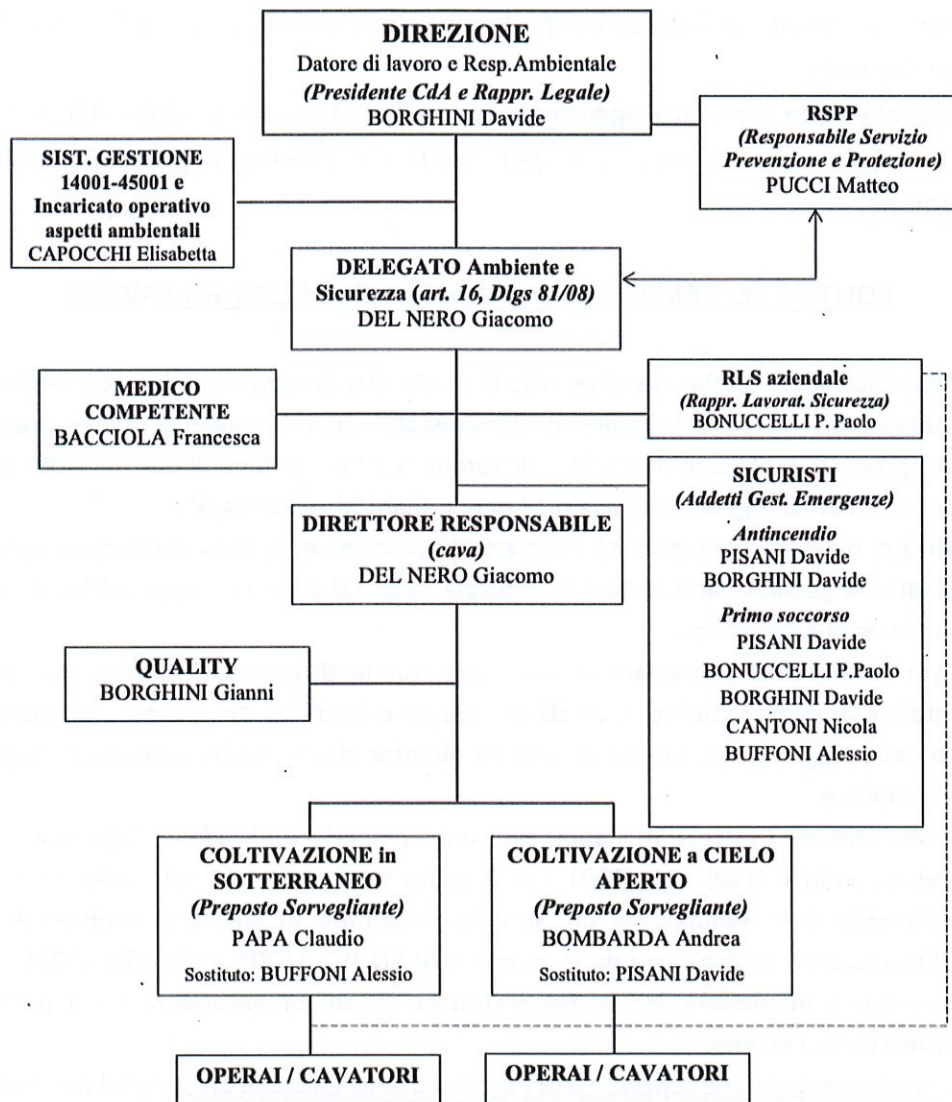 DIREZIONE
Datore di lavoro e Resp.Ambientale
(Presidente CdA e Rappr. Legale)
BORGHINI Davide
RSPP
(Responsabile Servizio
Prevenzione e Protezione)
PUCCI Matteo
SIST. GESTIONE
14001-45001 e
Incaricato operativo
aspetti ambientali
CAPOCCHI Elisabetta
DELEGATO Ambiente e
Sicurezza (art. 16, Dlgs 81/08)
DEL NERO Giacomo
MEDICO
COMPETENTE
BACCIOLA Francesca
RLS aziendale
(Rappr. Lavorat. Sicurezza)
BONUCCELLI P. Paolo
SICURISTI
(Addetti Gest. Emergenze)
Antincendio
PISANI Davide
BORGHINI Davide
Primo soccorso
PISANI Davide
BONUCCELLI P.Paolo
BORGHINI Davide
CANTONI Nicola
BUFFONI Alessio
DIRETTORE RESPONSABILE
(cava)
DEL NERO Giacomo
QUALITY
BORGHINI Gianni
COLTIVAZIONE in
SOTTERRANEO
(Preposto Sorvegliante)
PAPA Claudio
Sostituto: BUFFONI Alessio
COLTIVAZIONE a CIELO
APERTO
(Preposto Sorvegliante)
BOMBARDA Andrea
Sostituto: PISANI Davide
OPERAI / CAVATORI
OPERAI / CAVATORI